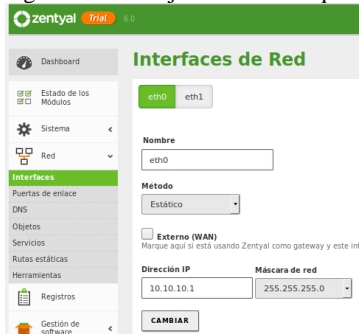 zentyal Trial 6.0
Dashboard
Estado de los
Módulos
Sistema
Red
Interfaces
Puertas de enlace
DNS
Objetos
Servicios
Rutas estáticas
Herramientas
Registros
Gestión de
software
Interfaces de Red
eth0 eth1
Nombre
eth0
Método
Estático
Externo (WAN)
Marque aquí si está usando Zentyal como gateway y este
Dirección IP Máscara de red
10.10.10.1 255.255.255.0
CAMBIAR